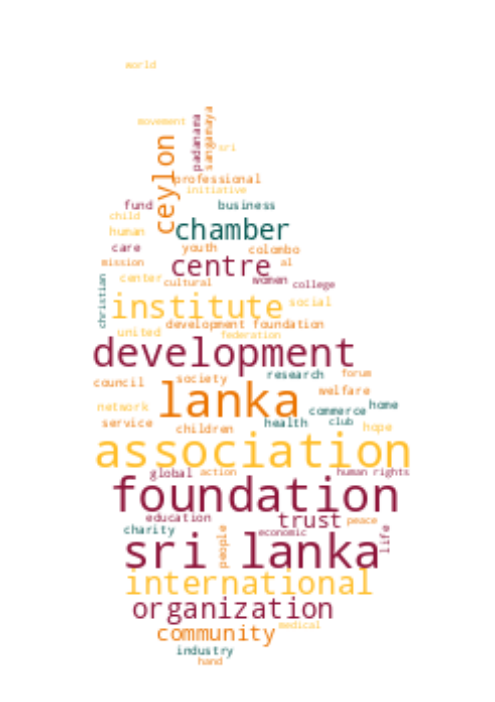 world
movement
padanama
sangamaya
sri
ceylon
professional
initiative
fund
business
child
human
chamber
care
youth
colombo
mission
centre
al
christian
center
cultural
women
college
institute
social
development foundation
united
federation
development
research
forum
council
society
lanka
welfare
network
commerce
home
service
children
health
club
hope
association
global
action
human rights
foundation
education
trust
peace
charity
people
economic
life
sri lanka
international
organization
community
medical
industry
hand